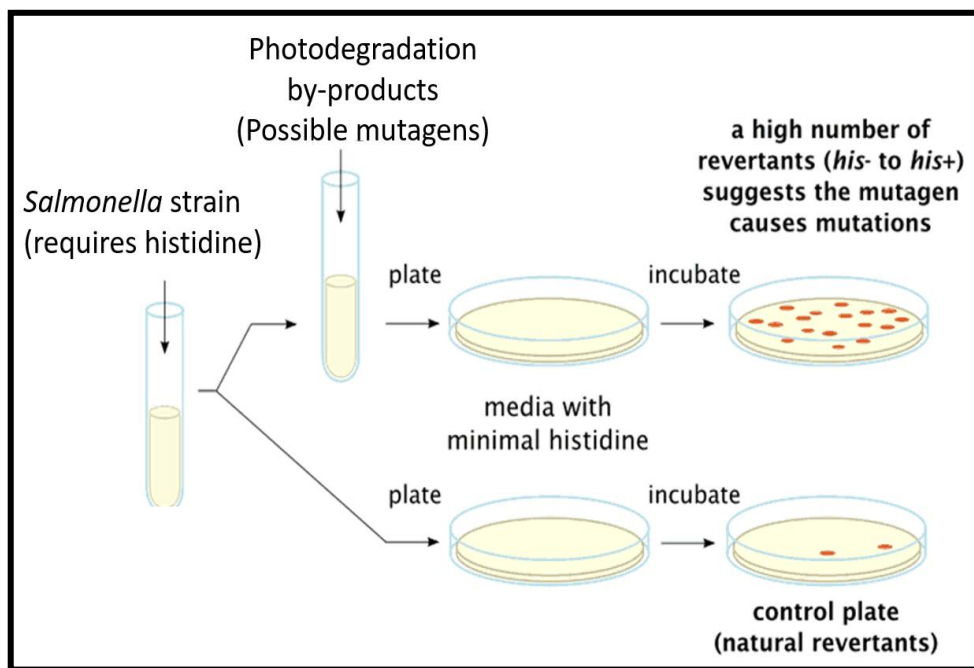 Photodegradation
by-products
(Possible mutagens)
Salmonella strain
(requires histidine)
a high number of
revertants (his- to his+)
suggests the mutagen
causes mutations
plate
incubate
media with
minimal histidine
plate
incubate
control plate
(natural revertants)